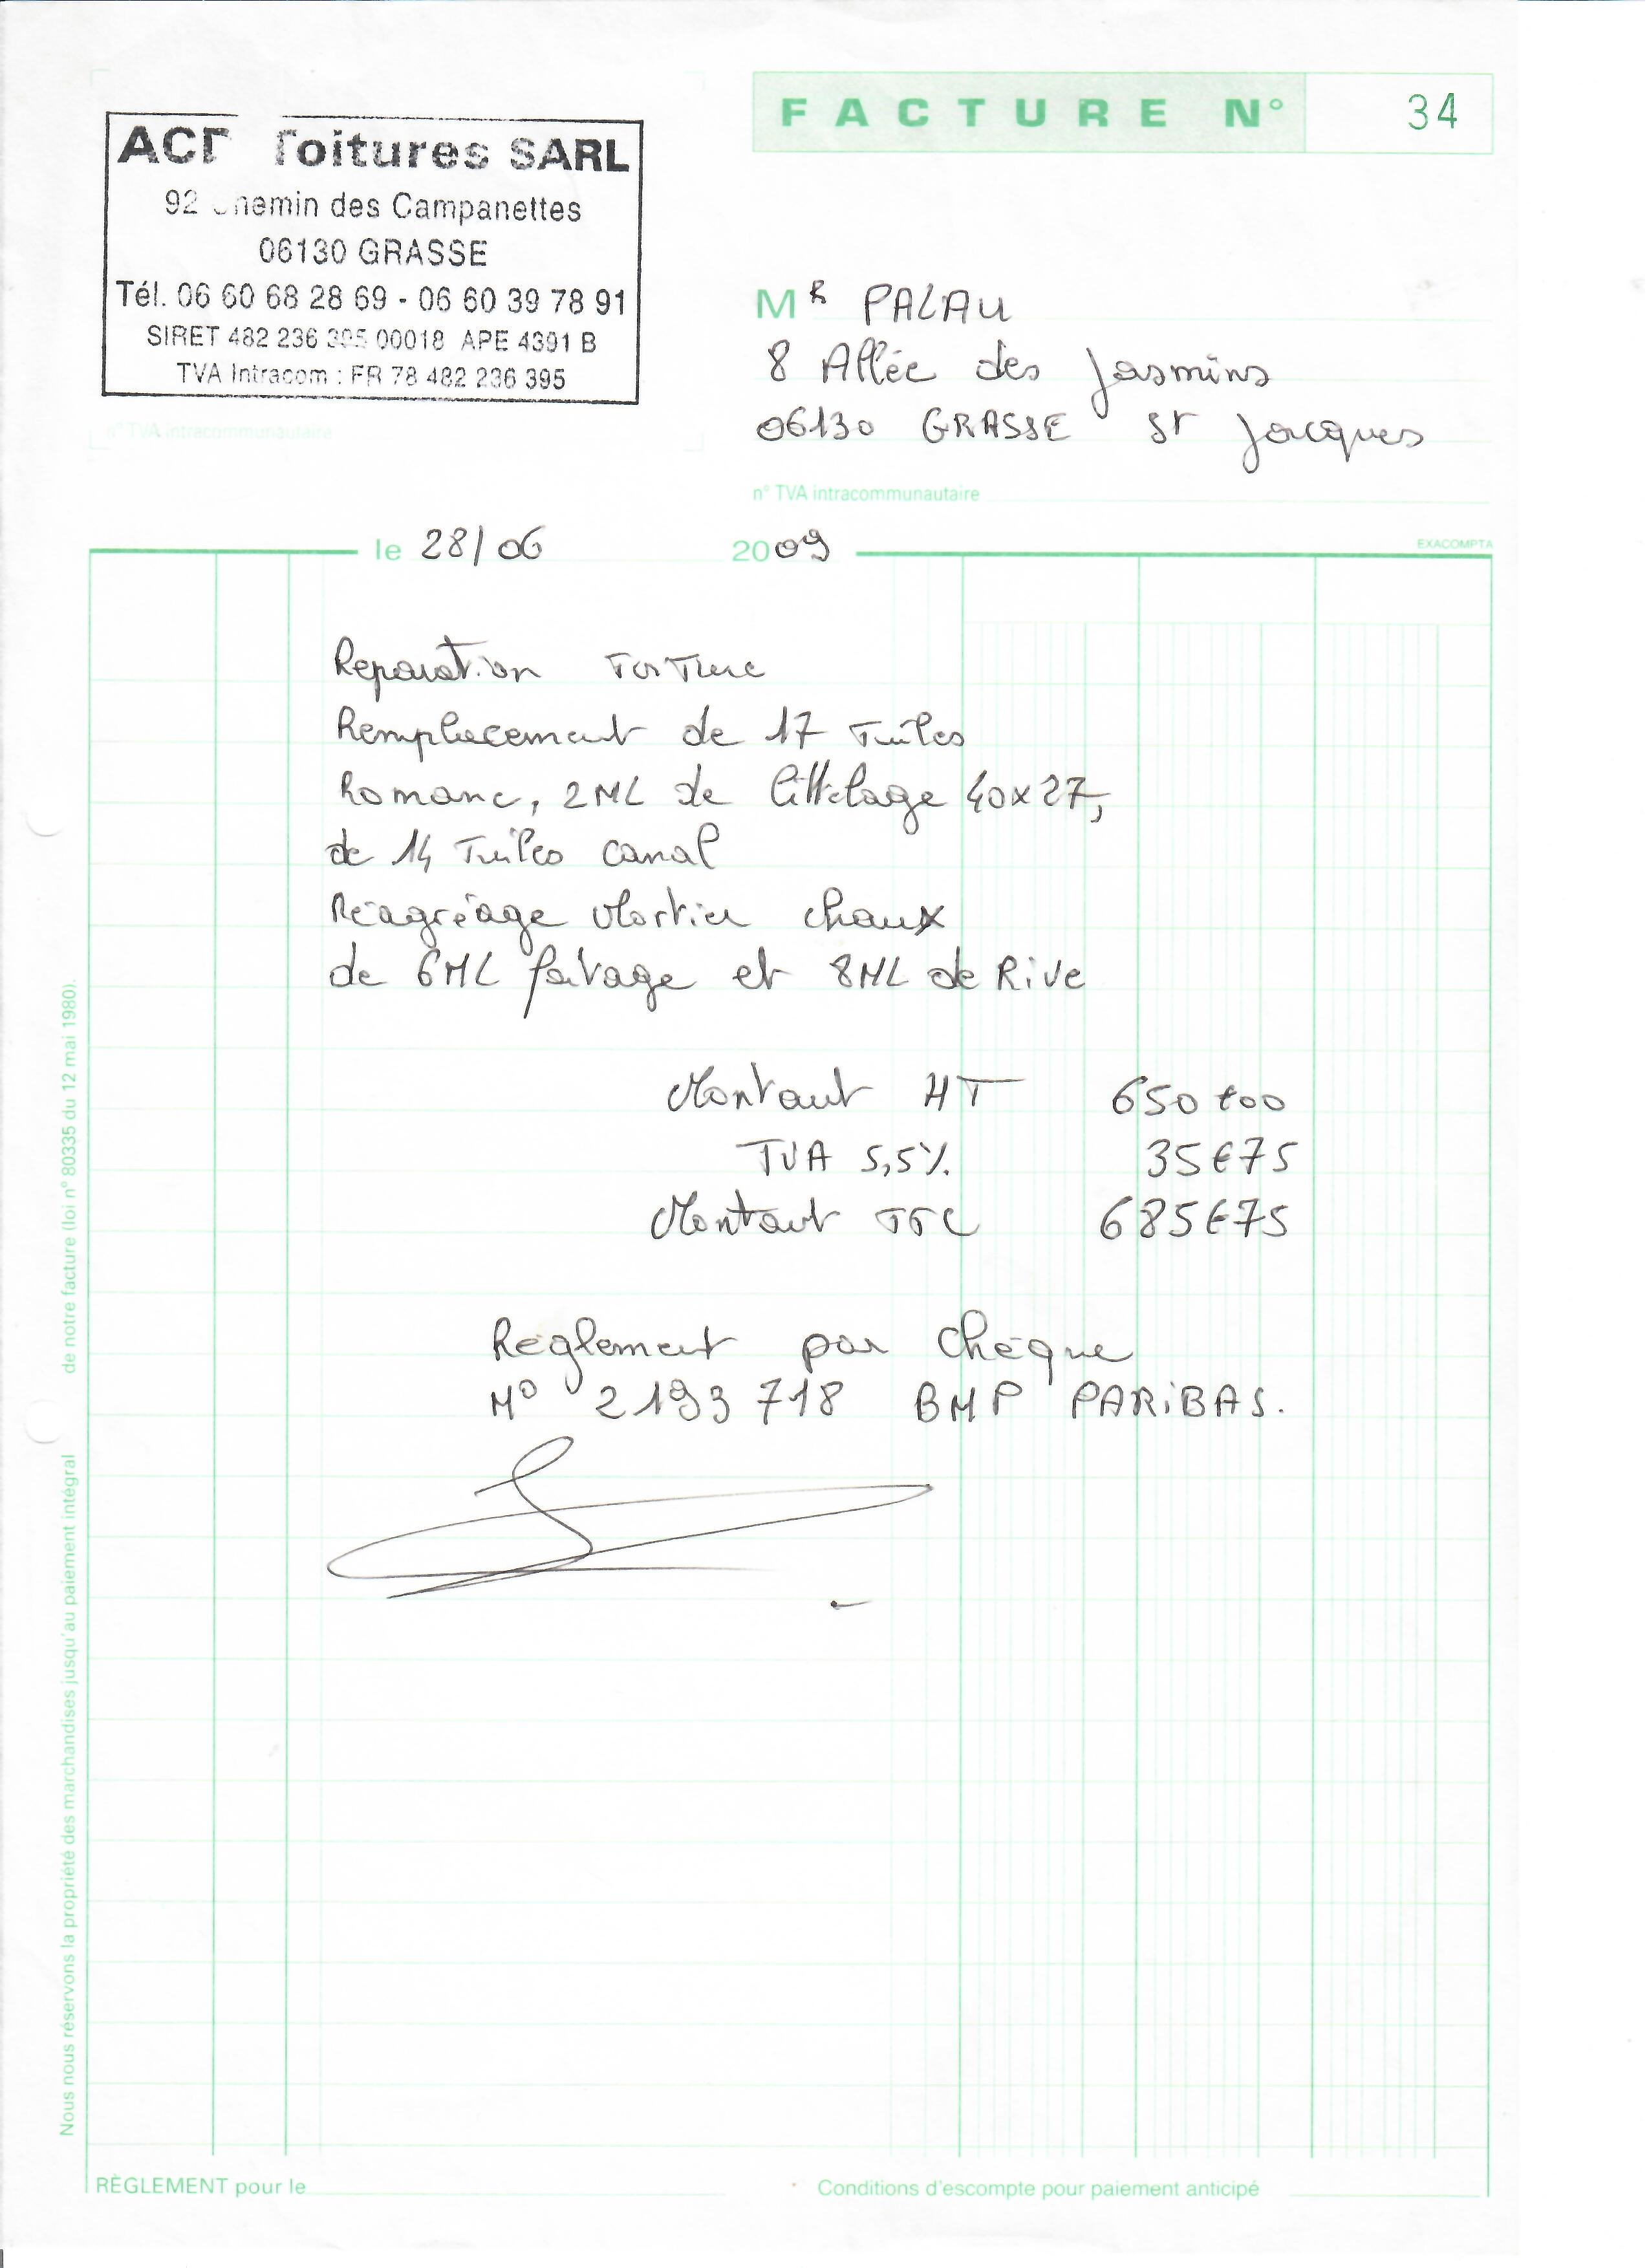 FACTURE N° 34
Toitures SARL
92 Chemin des Campanettes
06130 GRASSE
Tél. 06 60 68 28 69 - 06 60 39 78 91
SIRET 482 236 395 00018 APE 4391 B
TVA Intracom : FR 78 482 236 395
n° TVA intracommunautaire
MR PALAU
8 Allée des Jasmins
06130 GRASSE St Jacques
n° TVA intracommunautaire
le 28/06 2009
EXACOMPTA
Reparation Toiture
Remplacement de 17 Tuiles
Romane, 2ML de littelage 40x27,
de 14 Tuiles canal
Réagréage Mortier chaux
de 6ML faitage et 8ML de Rive
Montant HT 650€00
TVA 5,5% 35€75
Montant TTC 685€75
Reglement par Chèque
N° 2193718 BNP PARIBAS.
Nous nous réservons la propriété des marchandises jusqu'au paiement intégral de notre facture (loi n° 80335 du 12 mai 1980).
RÈGLEMENT pour le
Conditions d'escompte pour paiement anticipé